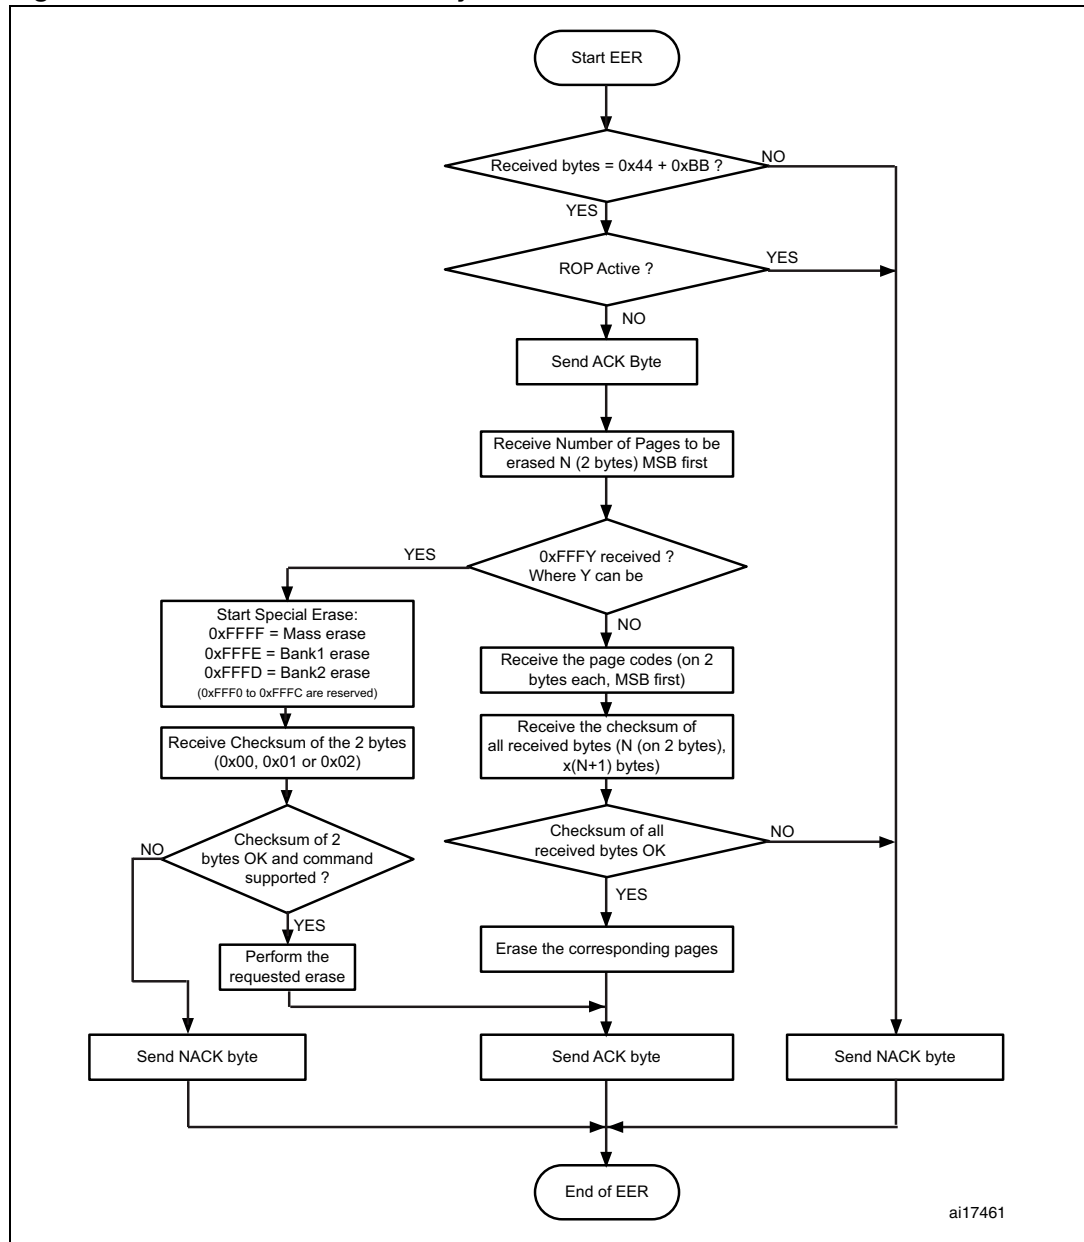 Start EER
Received bytes = 0x44 + 0xBB ?
NO
YES
ROP Active ?
YES
NO
Send ACK Byte
Receive Number of Pages to be
erased N (2 bytes) MSB first
0xFFFY received ?
Where Y can be
YES
NO
Start Special Erase:
0xFFFF = Mass erase
0xFFFE = Bank1 erase
0xFFFD = Bank2 erase
(0xFFF0 to 0xFFFC are reserved)
Receive the page codes (on 2
bytes each, MSB first)
Receive Checksum of the 2 bytes
(0x00, 0x01 or 0x02)
Receive the checksum of
all received bytes (N (on 2 bytes),
x(N+1) bytes)
NO
Checksum of 2
bytes OK and command
supported ?
YES
Checksum of all
received bytes OK
NO
YES
Perform the
requested erase
Erase the corresponding pages
Send NACK byte
Send ACK byte
Send NACK byte
End of EER
ai17461